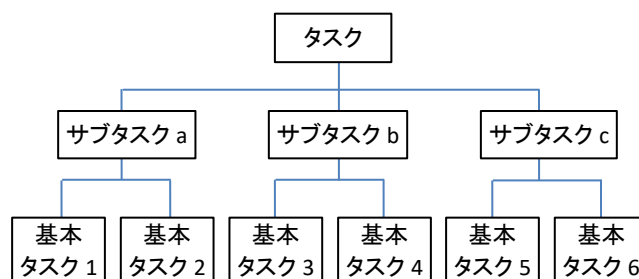 タスク
サブタスク a
サブタスク b
サブタスク c
基本
タスク 1
基本
タスク 2
基本
タスク 3
基本
タスク 4
基本
タスク 5
基本
タスク 6